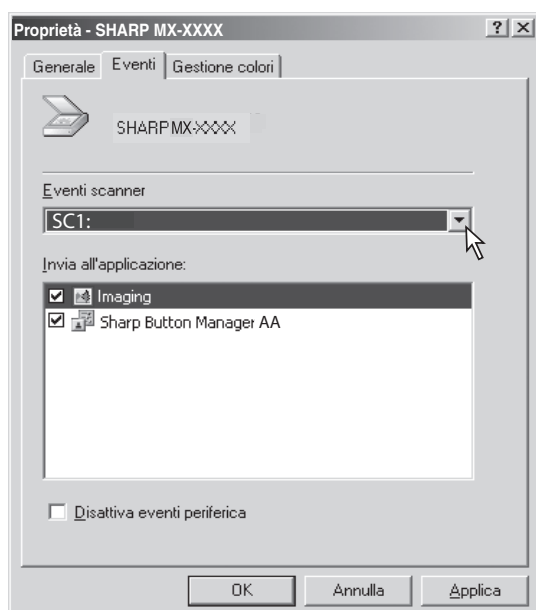 Proprietà - SHARP MX-XXXX
Generale Eventi Gestione colori
SHARP MX-XXXX
Eventi scanner
SC1:
Invia all'applicazione:
Imaging
Sharp Button Manager AA
Disattiva eventi periferica
OK Annulla Applica